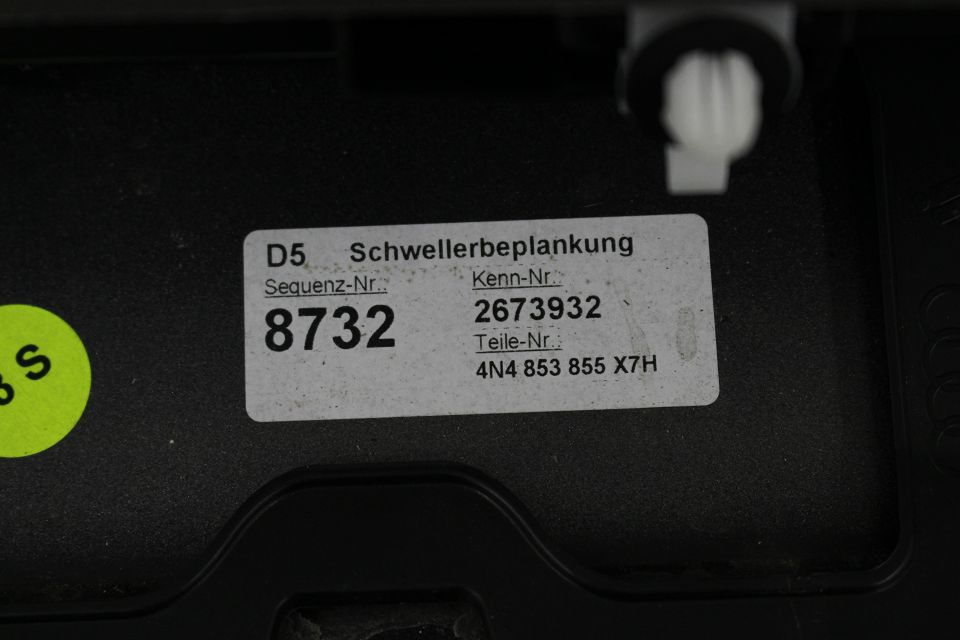 D5 Schwellerbeplankung
Sequenz-Nr.:
8732
Kenn-Nr.:
2673932
Teile-Nr.:
4N4 853 855 X7H
S